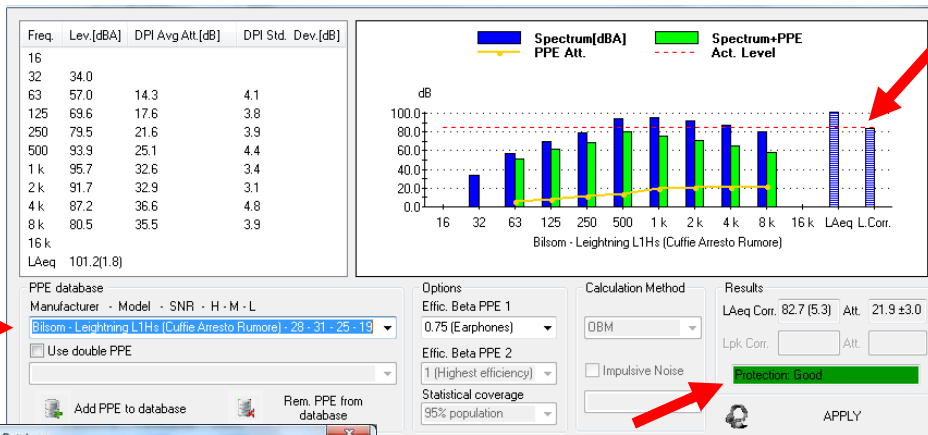 Freq. Lev.[dBA] DPI Avg Att.[dB] DPI Std. Dev.[dB]
16
32 34.0
63 57.0 14.3 4.1
125 69.6 17.6 3.8
250 79.5 21.6 3.9
500 93.9 25.1 4.4
1 k 95.7 32.6 3.4
2 k 91.7 32.9 3.1
4 k 87.2 36.6 4.8
8 k 80.5 35.5 3.9
16 k
LAeq 101.2(1.8)
Spectrum[dBA] Spectrum+PPE
PPE Att. Act. Level
dB
100.0
80.0
60.0
40.0
20.0
0.0
16 32 63 125 250 500 1 k 2 k 4 k 8 k 16 k LAeq L.Corr.
Bilsom - Leightning L1Hs (Cuffie Arresto Rumore)
PPE database
Manufacturer - Model - SNR - H - M - L
Bilsom - Leightning L1Hs (Cuffie Arresto Rumore) - 28 - 31 - 25 - 19
Use double PPE
Add PPE to database
Rem. PPE from
database
Options
Effic. Beta PPE 1
0.75 (Earphones)
Effic. Beta PPE 2
1 (Highest efficiency)
Statistical coverage
95% population
Calculation Method
OBM
Impulsive Noise
Results
LAeq Corr. 82.7 (5.3) Att. 21.9 ±3.0
Lpk Corr. Att.
Protection: Good
APPLY